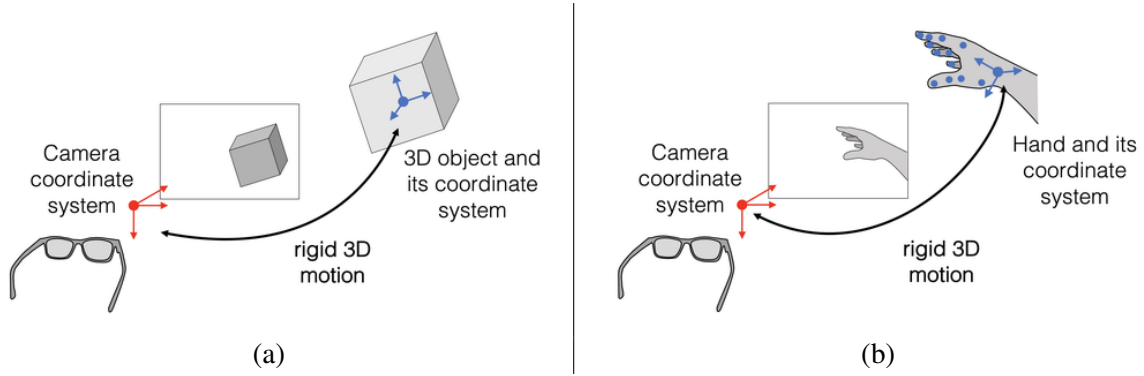 Camera
coordinate
system
3D object and
its coordinate
system
rigid 3D
motion
(a)
Camera
coordinate
system
Hand and its
coordinate
system
rigid 3D
motion
(b)